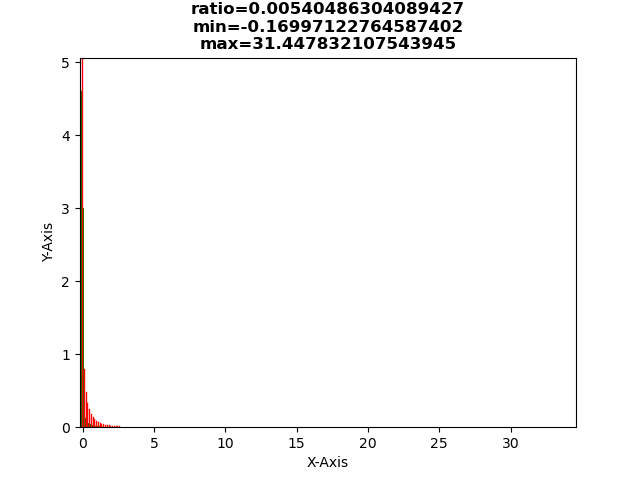 ratio=0.00540486304089427
min=-0.16997122764587402
max=31.447832107543945
5
4
3
2
1
0
Y-Axis
0 5 10 15 20 25 30
X-Axis